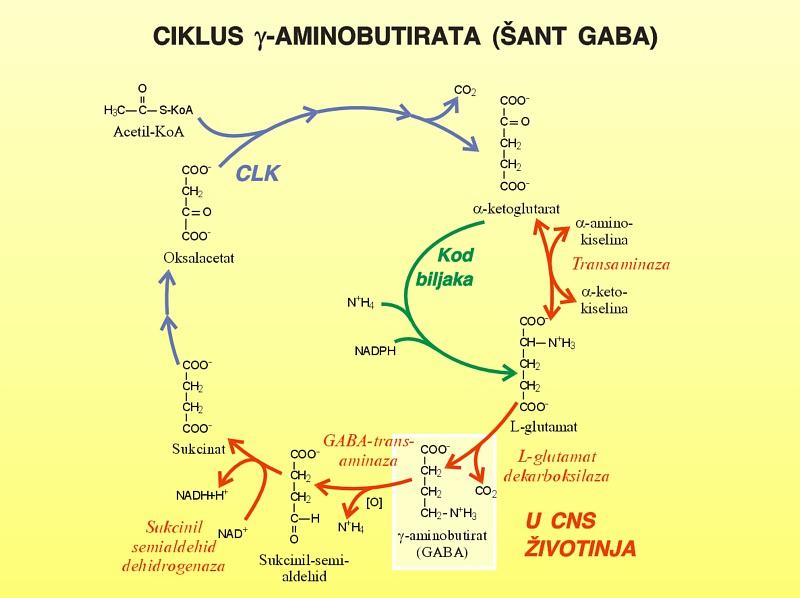 CIKLUS γ-AMINOBUTIRATA (ŠANT GABA)
O
H₃C—C—S-KoA
Acetil-KoA
CO₂
COO⁻
C=O
CH₂
CH₂
COO⁻
α-ketoglutarat
COO⁻
CH₂
C=O
COO⁻
Oksalacetat
CLK
α-amino-
kiselina
Transaminaza
α-keto-
kiselina
Kod
biljaka
N⁺H₄
NADPH
COO⁻
CH—N⁺H₃
CH₂
CH₂
COO⁻
L-glutamat
COO⁻
CH₂
CH₂
COO⁻
Sukcinat
GABA-trans-
aminaza
L-glutamat
dekarboksilaza
COO⁻
CH₂
CH₂
C—H
O
Sukcinil-semi-
aldehid
COO⁻
CH₂
CH₂
CH₂-N⁺H₃
γ-aminobutirat
(GABA)
CO₂
[O]
N⁺H₄
NADH+H⁺
NAD⁺
Sukcinil
semialdehid
dehidrogenaza
U CNS
ŽIVOTINJA